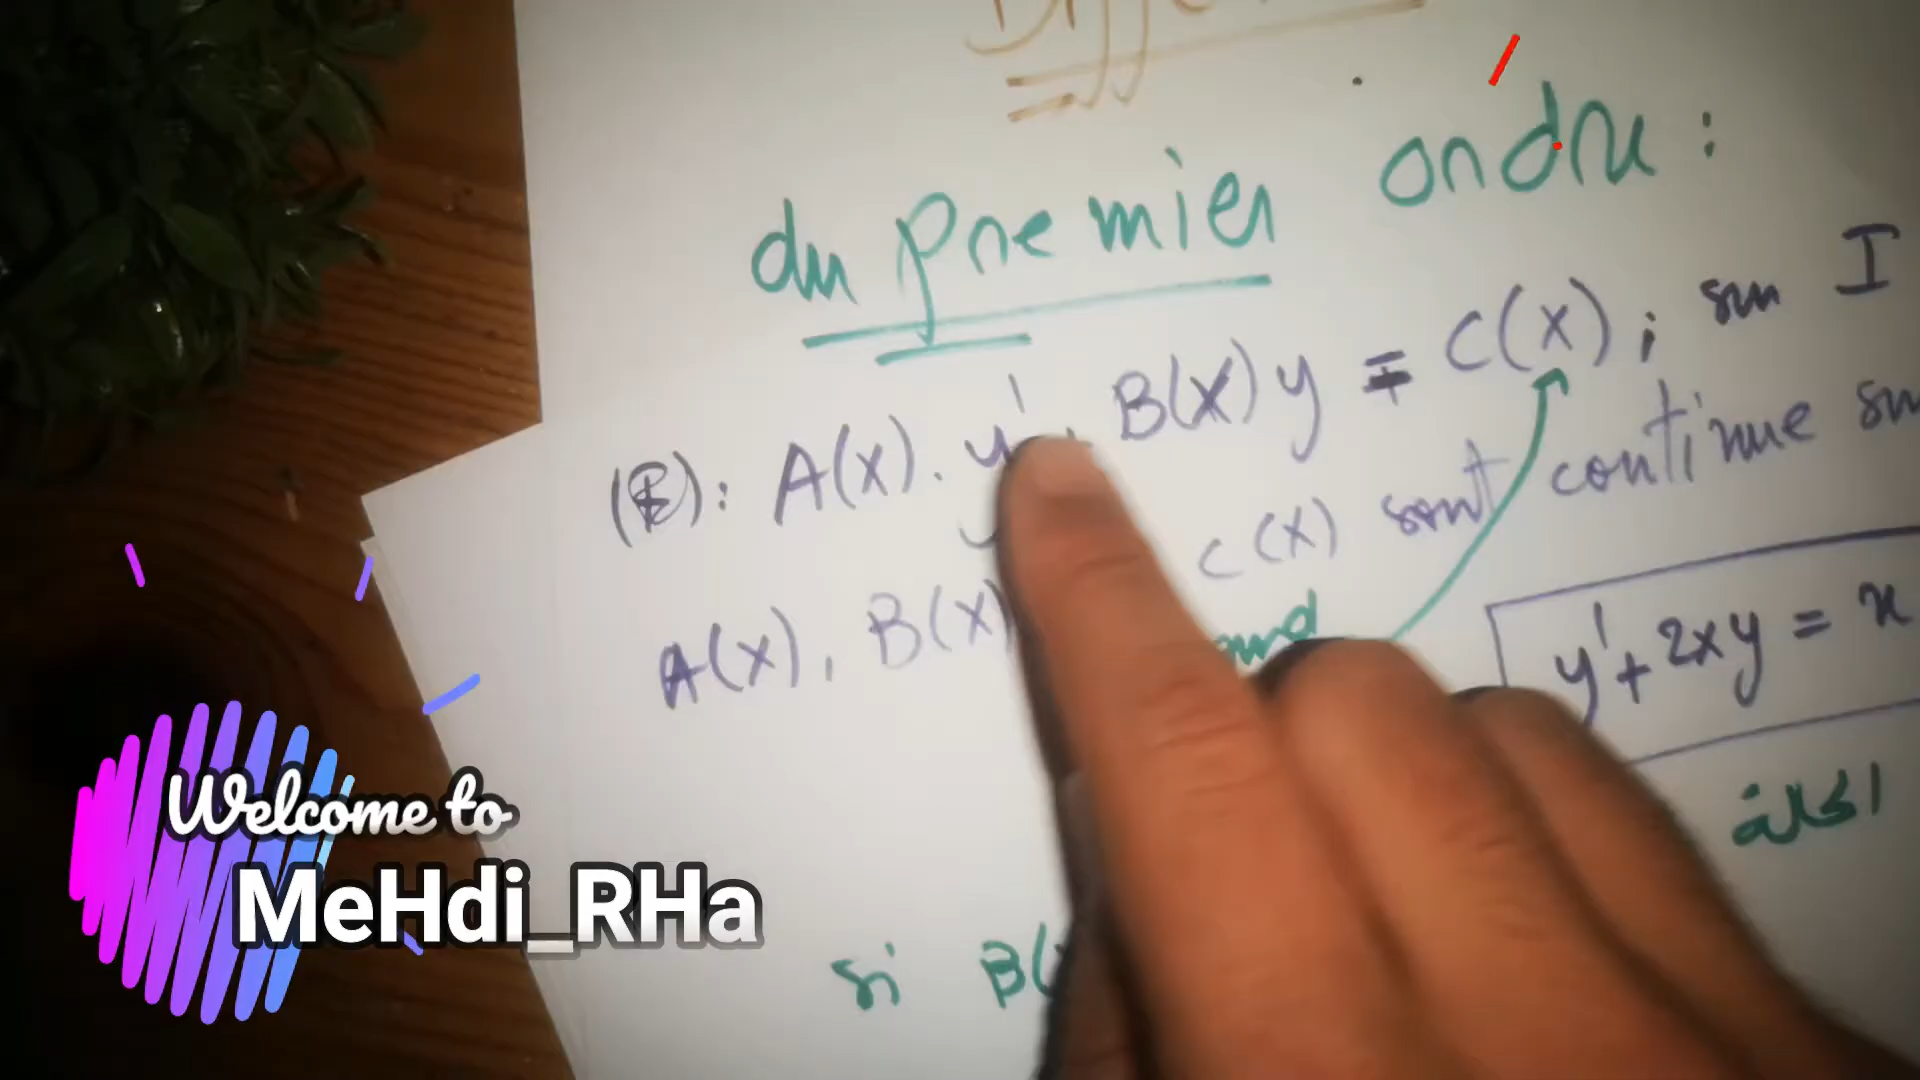 du premier ordre :
(E) : A(x) . y' B(x) y = C(x) ; sur I
A(x) , B(x) C(x) sont continue sur
y' + 2xy = x
الحالة
si B(
Welcome to
MeHdi_RHa